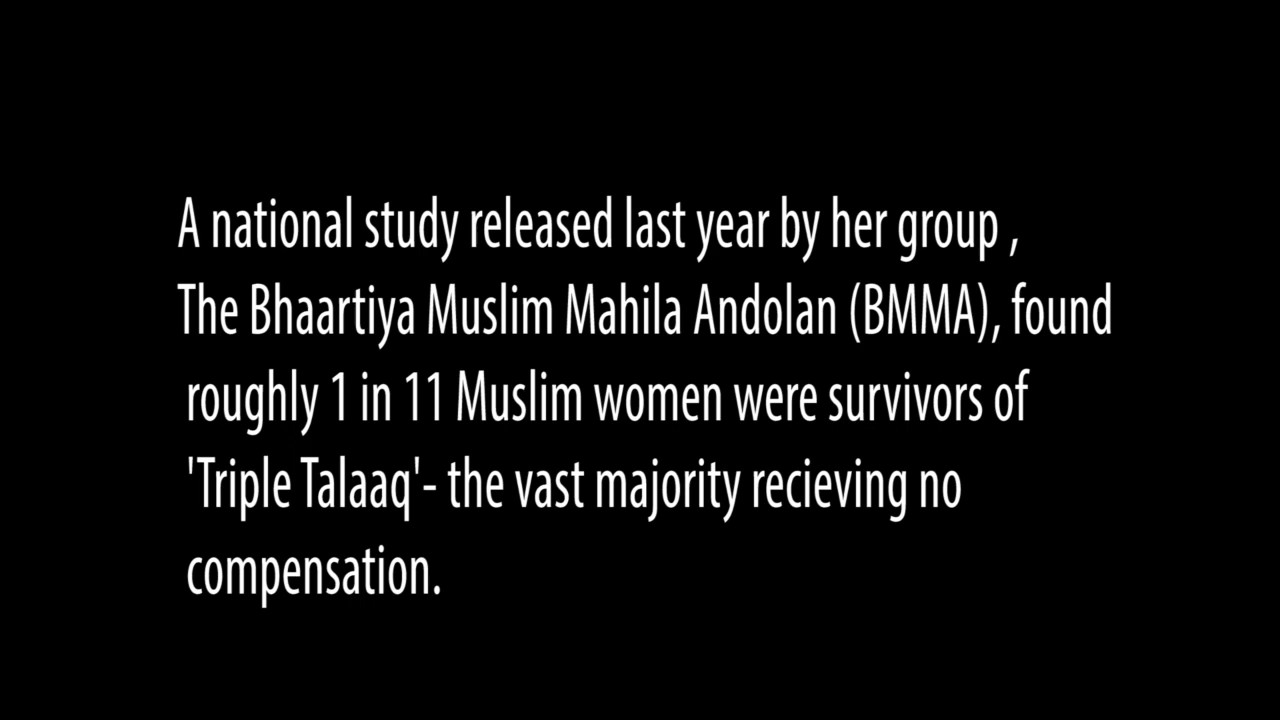 A national study released last year by her group ,
The Bhaartiya Muslim Mahila Andolan (BMMA), found
roughly 1 in 11 Muslim women were survivors of
'Triple Talaaq'- the vast majority recieving no
compensation.